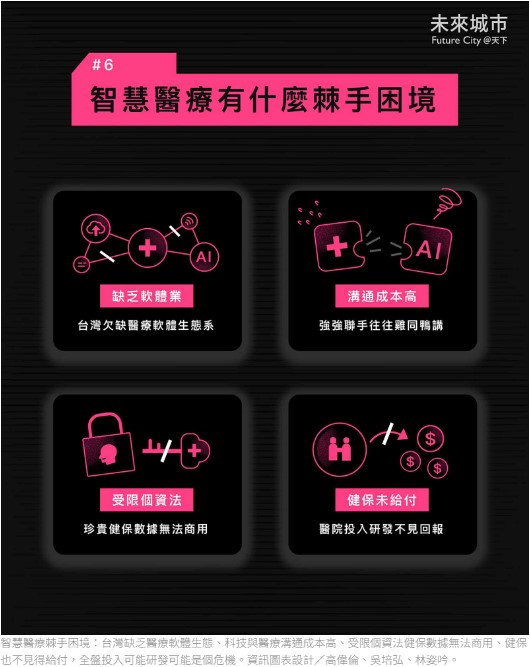 未來城市
Future City @天下
#6
智慧醫療有什麼棘手困境
AI
AI
缺乏軟體業
溝通成本高
台灣欠缺醫療軟體生態系
強強聯手往往雞同鴨講
$
$
$
受限個資法
健保未給付
珍貴健保數據無法商用
醫院投入研發不見回報
智慧醫療棘手困境：台灣缺乏醫療軟體生態、科技與醫療溝通成本高、受限個資法健保數據無法商用、健保
也不見得給付，全盤投入可能研發可能是個危機。資訊圖表設計／高偉倫、吳培弘、林姿吟。